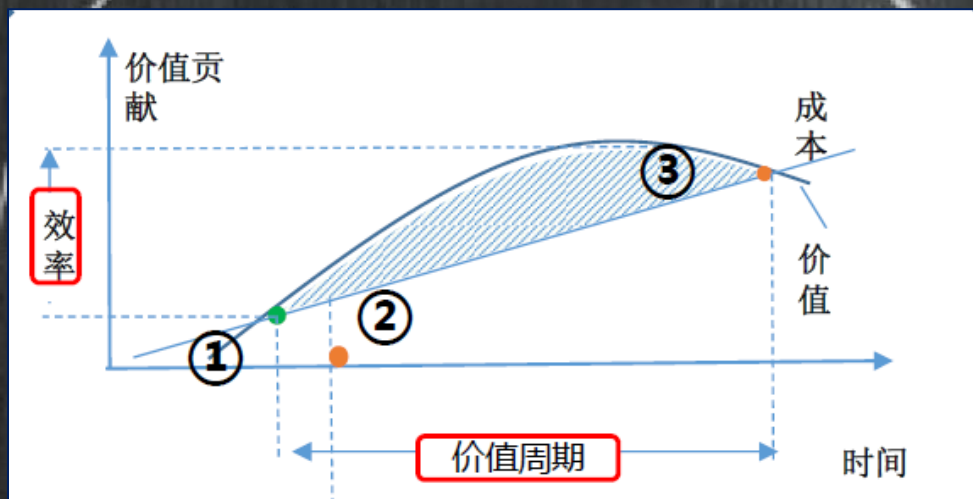 价值贡
献
成
本
③
效
率
价
值
②
①
价值周期
时间